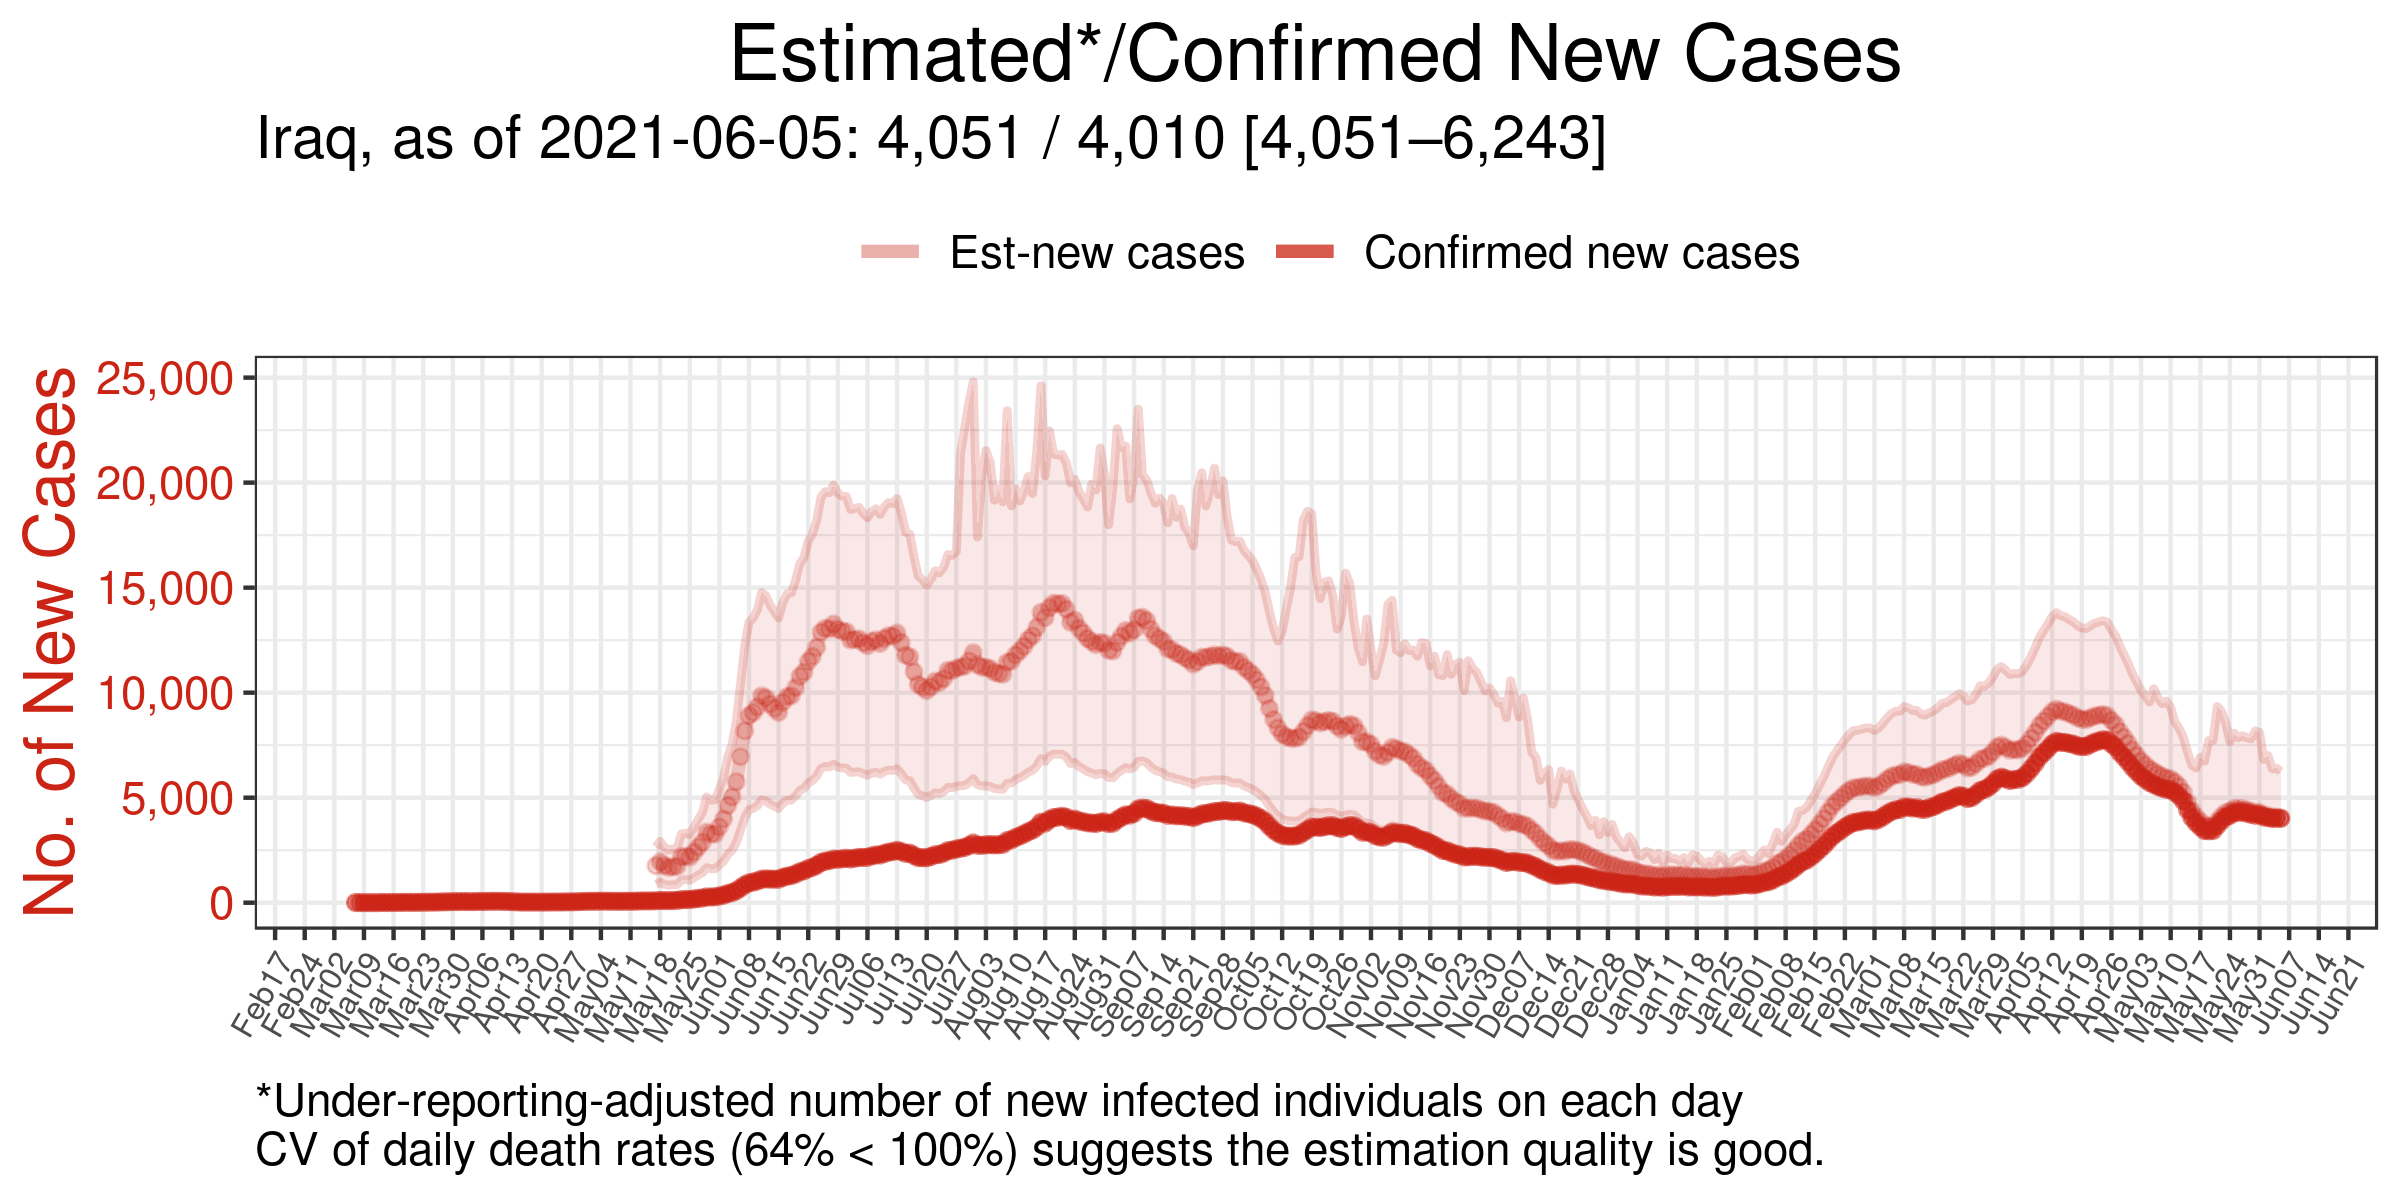 Estimated*/Confirmed New Cases
Iraq, as of 2021-06-05: 4,051 / 4,010 [4,051–6,243]
Est-new cases
Confirmed new cases
No. of New Cases
25,000
20,000
15,000
10,000
5,000
0
Feb17
Feb24
Mar02
Mar09
Mar16
Mar23
Mar30
Apr06
Apr13
Apr20
Apr27
May04
May11
May18
May25
Jun01
Jun08
Jun15
Jun22
Jun29
Jul06
Jul13
Jul20
Jul27
Aug03
Aug10
Aug17
Aug24
Aug31
Sep07
Sep14
Sep21
Sep28
Oct05
Oct12
Oct19
Oct26
Nov02
Nov09
Nov16
Nov23
Nov30
Dec07
Dec14
Dec21
Dec28
Jan04
Jan11
Jan18
Jan25
Feb01
Feb08
Feb15
Feb22
Mar01
Mar08
Mar15
Mar22
Mar29
Apr05
Apr12
Apr19
Apr26
May03
May10
May17
May24
May31
Jun07
Jun14
Jun21
*Under-reporting-adjusted number of new infected individuals on each day
CV of daily death rates (64% < 100%) suggests the estimation quality is good.